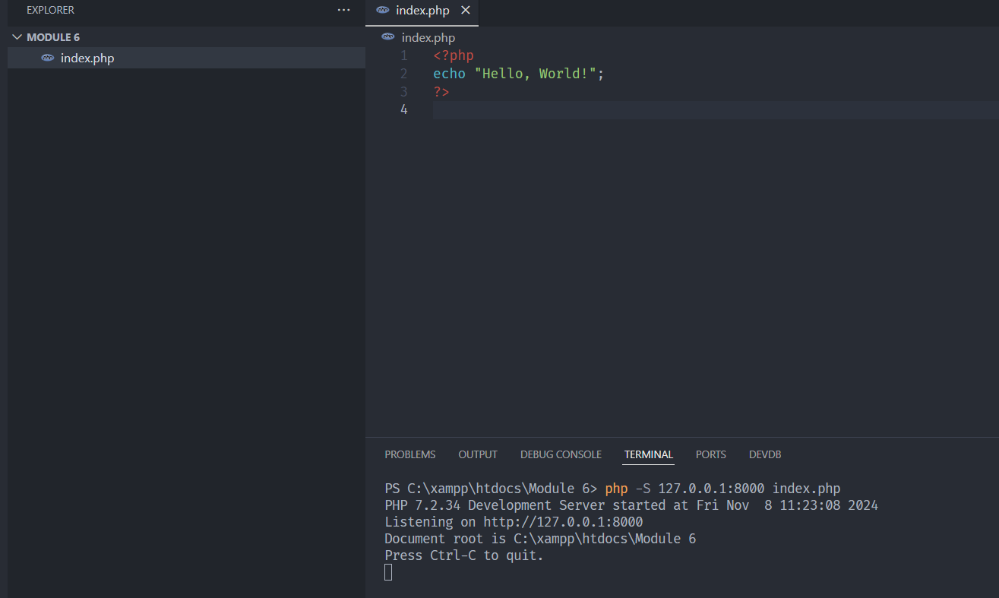 EXPLORER
MODULE 6
index.php
index.php
index.php
1 <?php
2 echo "Hello, World!";
3 ?>
4
PROBLEMS OUTPUT DEBUG CONSOLE TERMINAL PORTS DEVDB
PS C:\xampp\htdocs\Module 6> php -S 127.0.0.1:8000 index.php
PHP 7.2.34 Development Server started at Fri Nov  8 11:23:08 2024
Listening on http://127.0.0.1:8000
Document root is C:\xampp\htdocs\Module 6
Press Ctrl-C to quit.